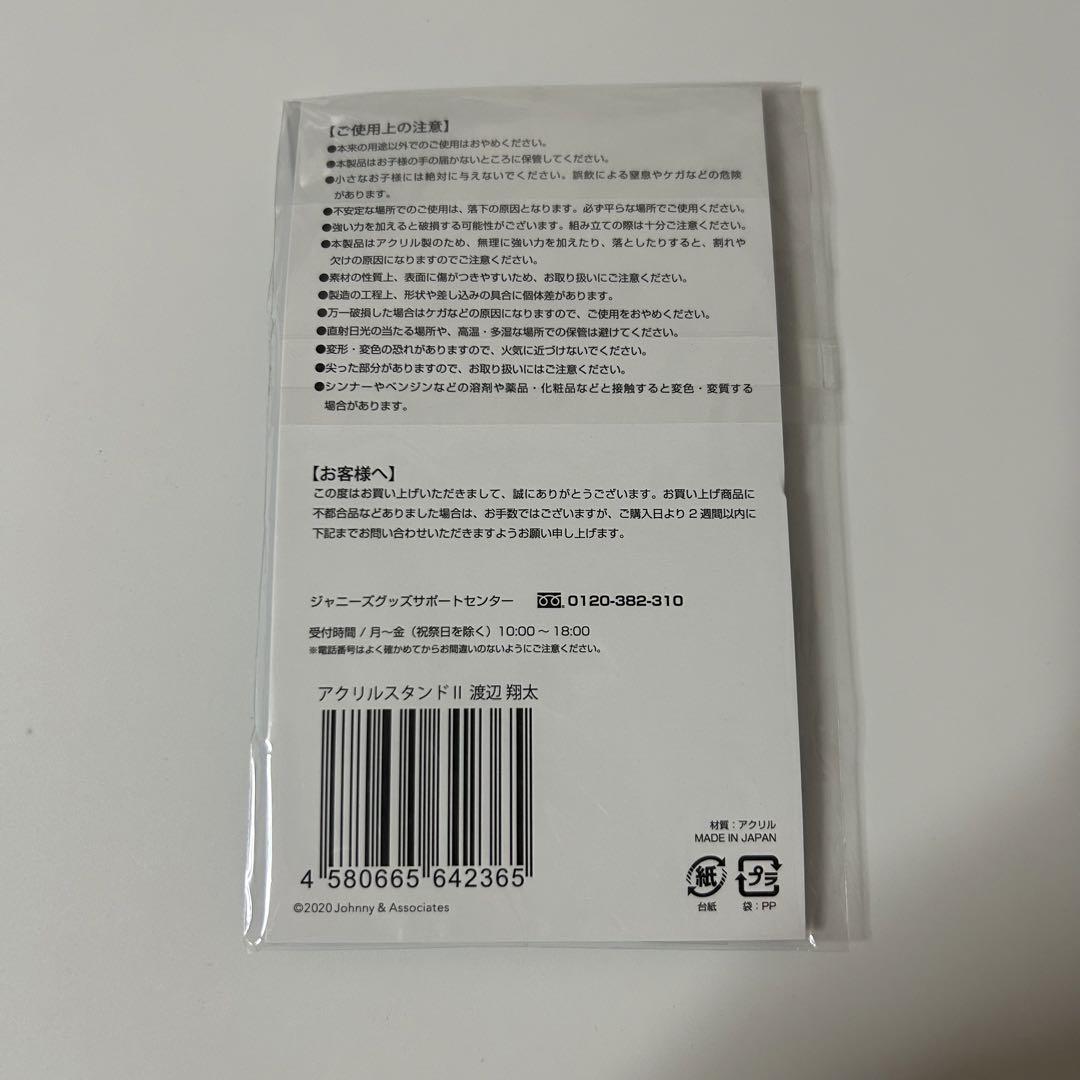 【ご使用上の注意】
●本来の用途以外でのご使用はおやめください。
●本製品はお子様の手の届かないところに保管してください。
●小さなお子様には絶対に与えないでください。誤飲による窒息やケガなどの危険
があります。
●不安定な場所でのご使用は、落下の原因となります。必ず平らな場所でご使用ください。
●強い力を加えると破損する可能性がございます。組み立ての際は十分ご注意ください。
●本製品はアクリル製のため、無理に強い力を加えたり、落としたりすると、割れや
欠けの原因になりますのでご注意ください。
●素材の性質上、表面に傷がつきやすいため、お取り扱いにご注意ください。
●製造の工程上、形状や差し込みの具合に個体差があります。
●万一破損した場合はケガなどの原因になりますので、ご使用をおやめください。
●直射日光の当たる場所や、高温・多湿な場所での保管は避けてください。
●変形・変色の恐れがありますので、火気に近づけないでください。
●尖った部分がありますので、お取り扱いにはご注意ください。
●シンナーやベンジンなどの溶剤や薬品・化粧品などと接触すると変色・変質する
場合があります。
【お客様へ】
この度はお買い上げいただきまして、誠にありがとうございます。お買い上げ商品に
不都合品などありました場合は、お手数ではございますが、ご購入日より2週間以内に
下記までお問い合わせいただきますようお願い申し上げます。
ジャニーズグッズサポートセンター 0120-382-310
受付時間 / 月〜金（祝祭日を除く）10:00 〜 18:00
※電話番号はよく確かめてからお間違いのないようにご注意ください。
アクリルスタンドⅡ 渡辺 翔太
4 580665 642365
©2020 Johnny & Associates
材質：アクリル
MADE IN JAPAN
紙 プラ
台紙 袋：PP